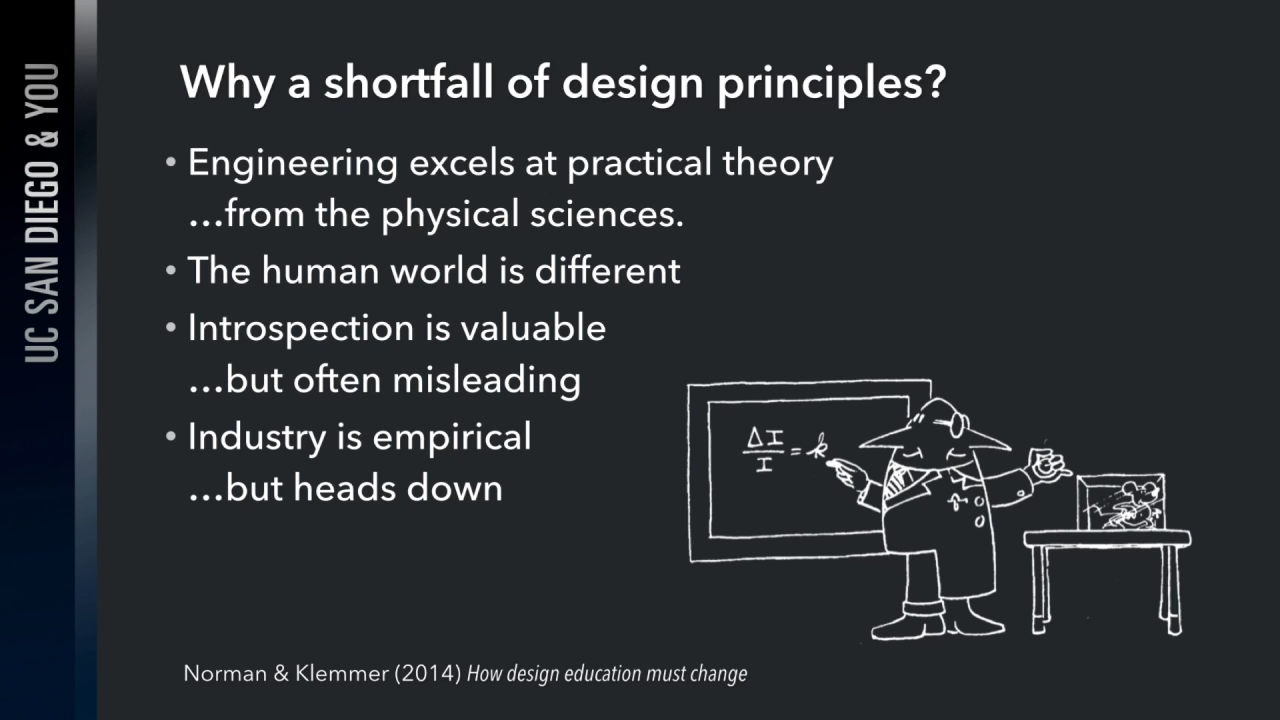 UC SAN DIEGO & YOU
Why a shortfall of design principles?
• Engineering excels at practical theory
...from the physical sciences.
• The human world is different
• Introspection is valuable
...but often misleading
• Industry is empirical
...but heads down
ΔI
I
= k
Norman & Klemmer (2014) How design education must change